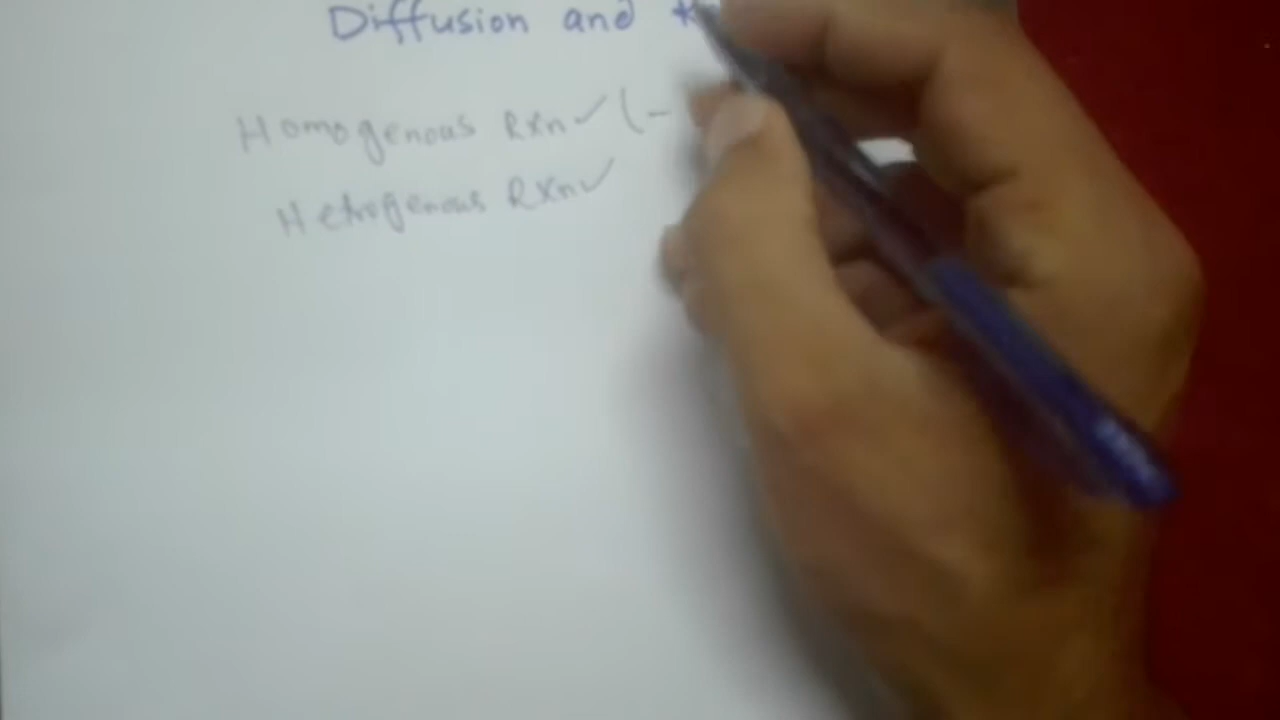 Diffusion and
Homogenous Rxn ✓ (-
Hetrogenous Rxn ✓